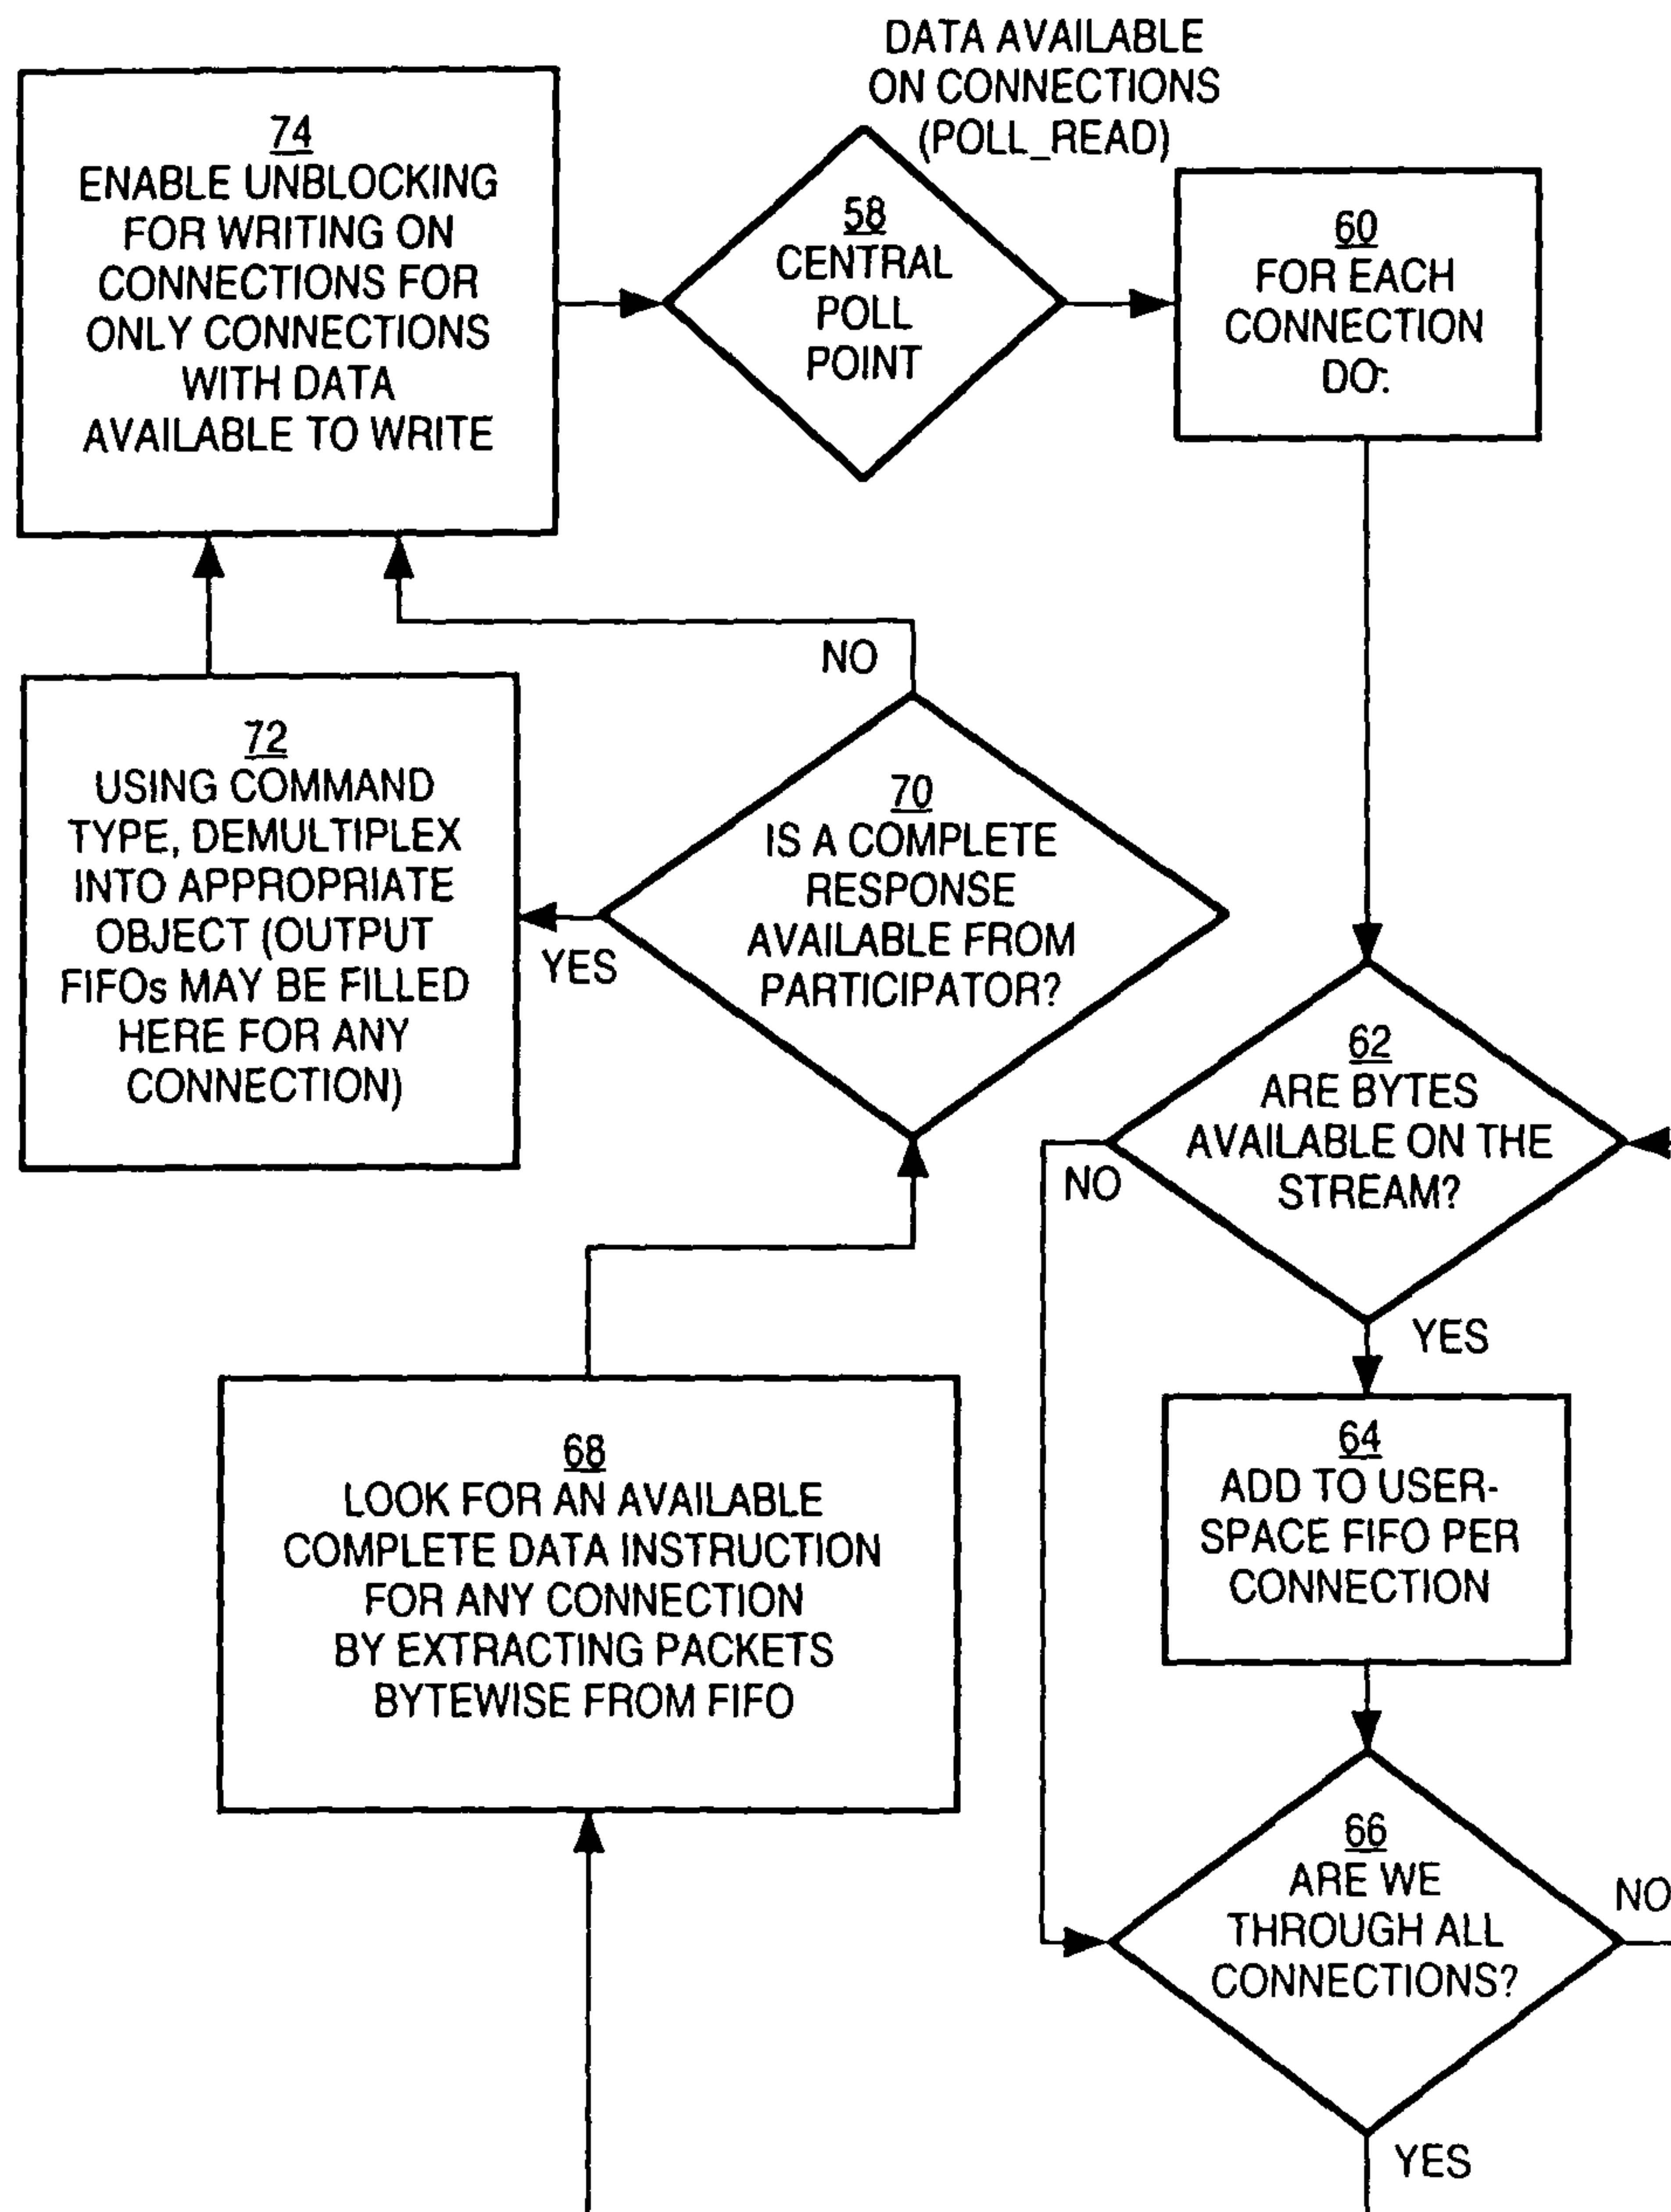 DATA AVAILABLE
ON CONNECTIONS
(POLL_READ)
74
ENABLE UNBLOCKING
FOR WRITING ON
CONNECTIONS FOR
ONLY CONNECTIONS
WITH DATA
AVAILABLE TO WRITE
58
CENTRAL
POLL
POINT
60
FOR EACH
CONNECTION
DO:
NO
72
USING COMMAND
TYPE, DEMULTIPLEX
INTO APPROPRIATE
OBJECT (OUTPUT
FIFOs MAY BE FILLED
HERE FOR ANY
CONNECTION)
YES
70
IS A COMPLETE
RESPONSE
AVAILABLE FROM
PARTICIPATOR?
62
ARE BYTES
AVAILABLE ON THE
STREAM?
NO
YES
68
LOOK FOR AN AVAILABLE
COMPLETE DATA INSTRUCTION
FOR ANY CONNECTION
BY EXTRACTING PACKETS
BYTEWISE FROM FIFO
64
ADD TO USER-
SPACE FIFO PER
CONNECTION
66
ARE WE
THROUGH ALL
CONNECTIONS?
NO
YES